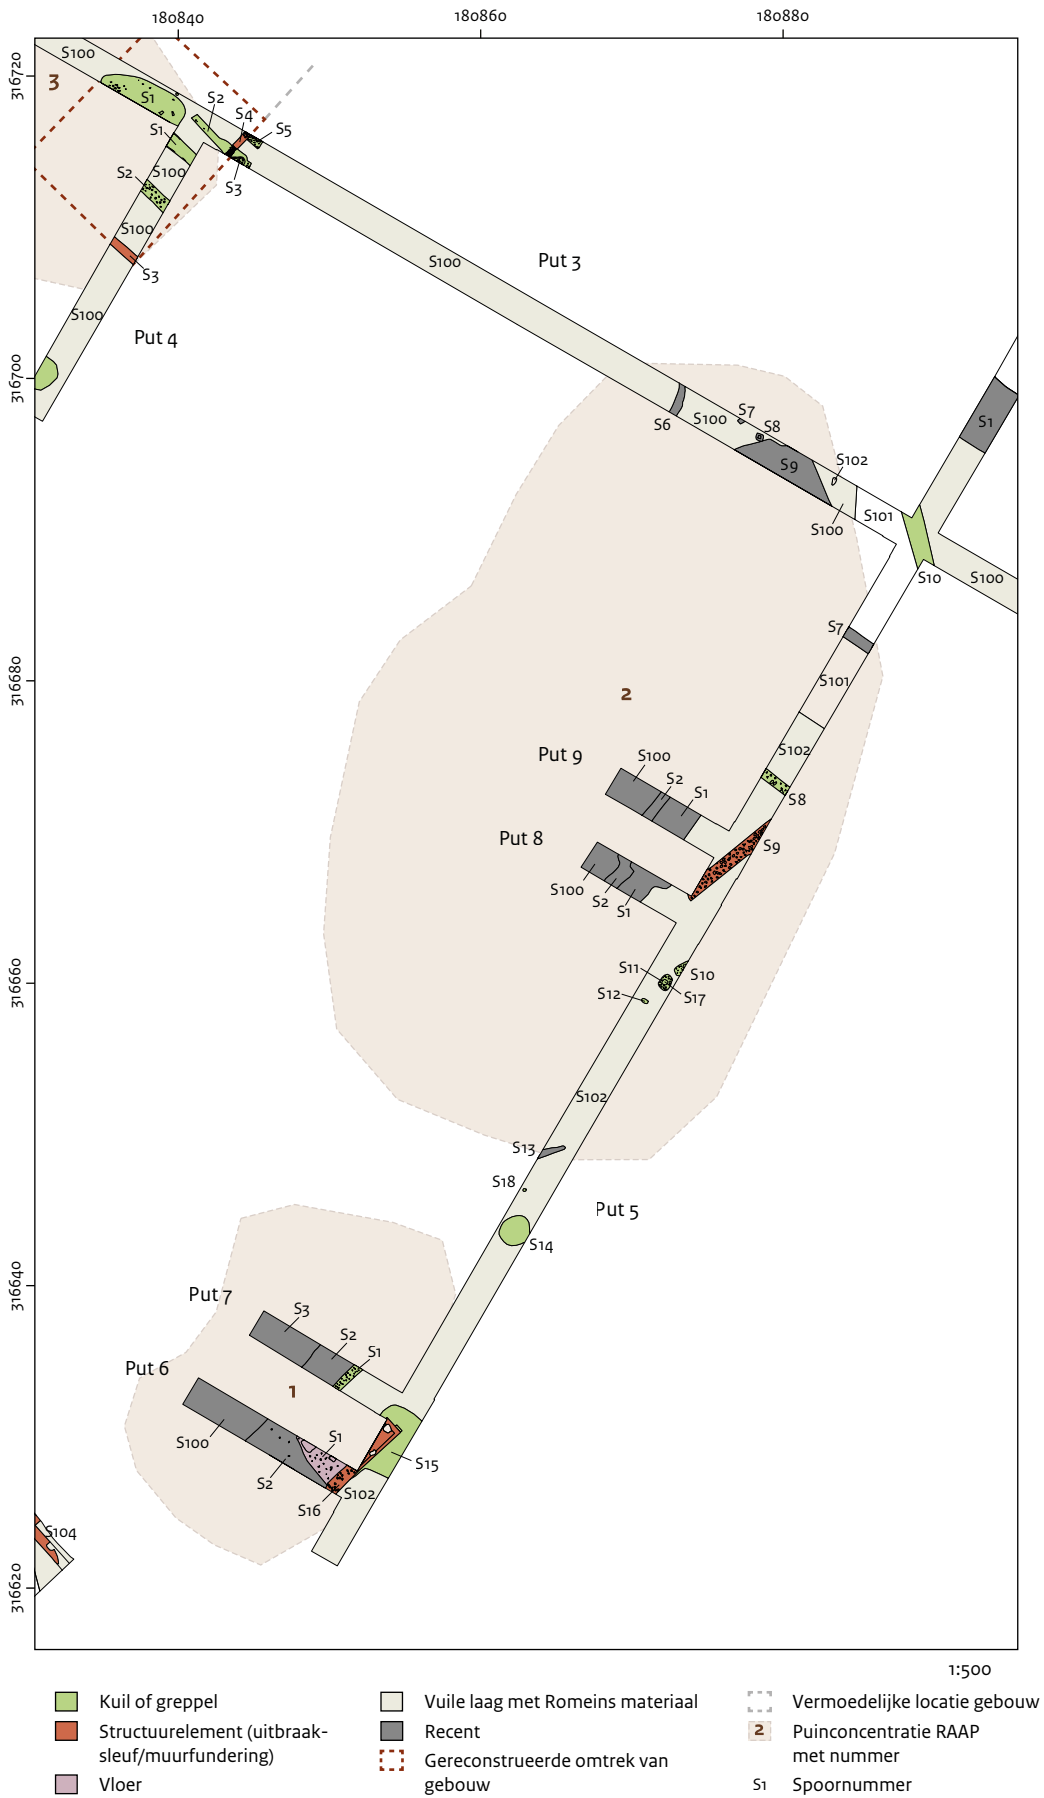 180840
180860
180880
316720
316700
316680
316660
316640
316620
S100
3
S1
S2
S4
S5
S1
S100
S2
S3
S100
S3
S100
Put 4
S100
Put 3
S6
S100
S7
S8
S9
S102
S100
S101
S1
S10
S100
S7
S101
2
S102
S8
Put 9
S100
S2
S1
Put 8
S9
S100
S2
S1
S11
S10
S12
S17
S102
S13
S18
Put 5
S14
Put 7
S3
S2
S1
Put 6
1
S100
S1
S2
S15
S102
S16
S104
1:500
Kuil of greppel
Structuurelement (uitbraak-
sleuf/muurfundering)
Vloer
Vuile laag met Romeins materiaal
Recent
Gereconstrueerde omtrek van
gebouw
Vermoedelijke locatie gebouw
2
Puinconcentratie RAAP
met nummer
S1
Spoornummer